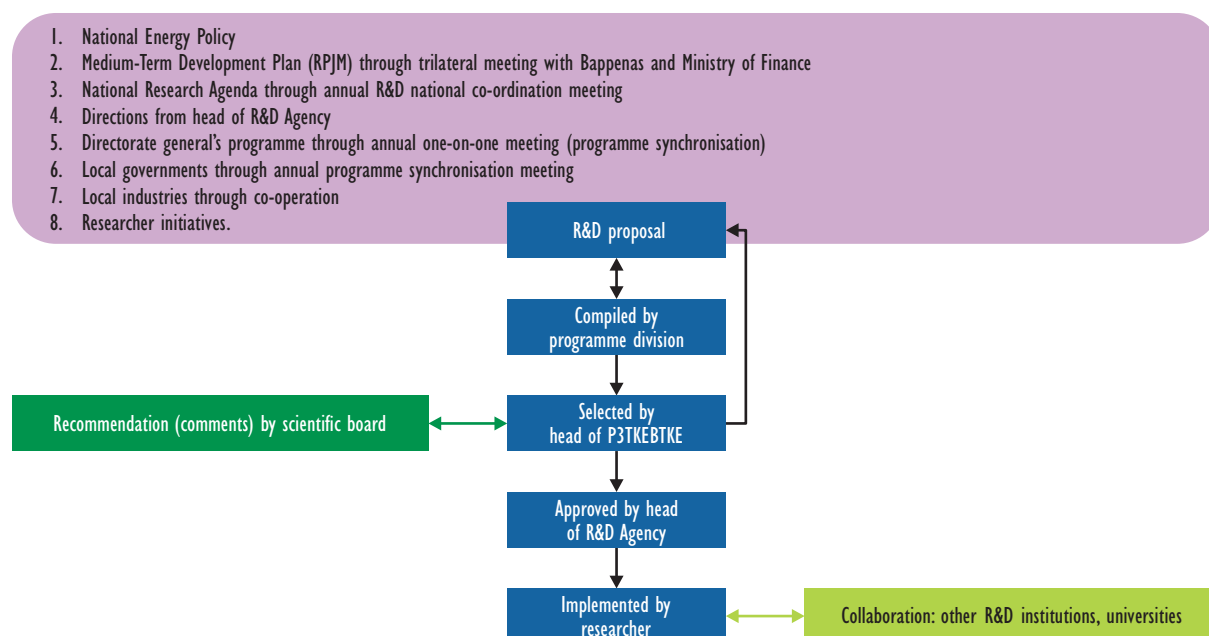 1. National Energy Policy
2. Medium-Term Development Plan (RPJM) through trilateral meeting with Bappenas and Ministry of Finance
3. National Research Agenda through annual R&D national co-ordination meeting
4. Directions from head of R&D Agency
5. Directorate general's programme through annual one-on-one meeting (programme synchronisation)
6. Local governments through annual programme synchronisation meeting
7. Local industries through co-operation
8. Researcher initiatives.
R&D proposal
Compiled by
programme division
Recommendation (comments) by scientific board
Selected by
head of P3TKEBTKE
Approved by head
of R&D Agency
Implemented by
researcher
Collaboration: other R&D institutions, universities